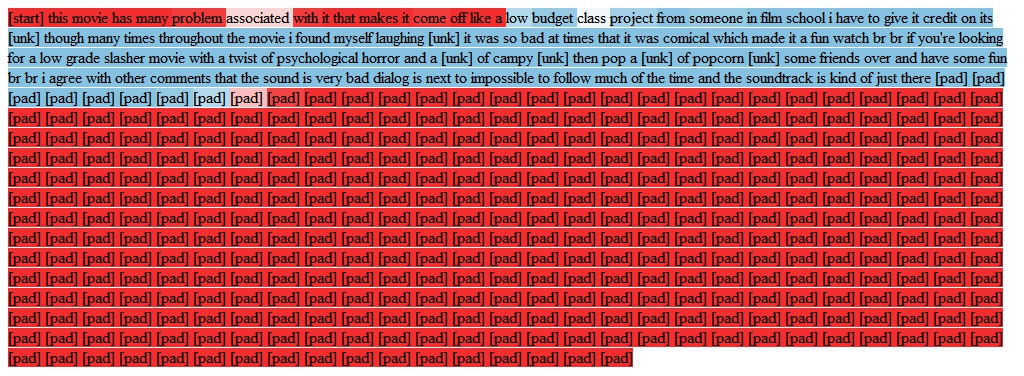 [start] this movie has many problem associated with it that makes it come off like a low budget class project from someone in film school i have to give it credit on its
[unk] though many times throughout the movie i found myself laughing [unk] it was so bad at times that it was comical which made it a fun watch br br if you're looking
for a low grade slasher movie with a twist of psychological horror and a [unk] of campy [unk] then pop a [unk] of popcorn [unk] some friends over and have some fun
br br i agree with other comments that the sound is very bad dialog is next to impossible to follow much of the time and the soundtrack is kind of just there [pad] [pad]
[pad] [pad] [pad] [pad] [pad] [pad] [pad] [pad] [pad] [pad] [pad] [pad] [pad] [pad] [pad] [pad] [pad] [pad] [pad] [pad] [pad] [pad] [pad] [pad] [pad] [pad] [pad]
[pad] [pad] [pad] [pad] [pad] [pad] [pad] [pad] [pad] [pad] [pad] [pad] [pad] [pad] [pad] [pad] [pad] [pad] [pad] [pad] [pad] [pad] [pad] [pad] [pad] [pad] [pad]
[pad] [pad] [pad] [pad] [pad] [pad] [pad] [pad] [pad] [pad] [pad] [pad] [pad] [pad] [pad] [pad] [pad] [pad] [pad] [pad] [pad] [pad] [pad] [pad] [pad] [pad] [pad]
[pad] [pad] [pad] [pad] [pad] [pad] [pad] [pad] [pad] [pad] [pad] [pad] [pad] [pad] [pad] [pad] [pad] [pad] [pad] [pad] [pad] [pad] [pad] [pad] [pad] [pad] [pad]
[pad] [pad] [pad] [pad] [pad] [pad] [pad] [pad] [pad] [pad] [pad] [pad] [pad] [pad] [pad] [pad] [pad] [pad] [pad] [pad] [pad] [pad] [pad] [pad] [pad] [pad] [pad]
[pad] [pad] [pad] [pad] [pad] [pad] [pad] [pad] [pad] [pad] [pad] [pad] [pad] [pad] [pad] [pad] [pad] [pad] [pad] [pad] [pad] [pad] [pad] [pad] [pad] [pad] [pad]
[pad] [pad] [pad] [pad] [pad] [pad] [pad] [pad] [pad] [pad] [pad] [pad] [pad] [pad] [pad] [pad] [pad] [pad] [pad] [pad] [pad] [pad] [pad] [pad] [pad] [pad] [pad]
[pad] [pad] [pad] [pad] [pad] [pad] [pad] [pad] [pad] [pad] [pad] [pad] [pad] [pad] [pad] [pad] [pad] [pad] [pad] [pad] [pad] [pad] [pad] [pad] [pad] [pad] [pad]
[pad] [pad] [pad] [pad] [pad] [pad] [pad] [pad] [pad] [pad] [pad] [pad] [pad] [pad] [pad] [pad] [pad] [pad] [pad] [pad] [pad] [pad] [pad] [pad] [pad] [pad] [pad]
[pad] [pad] [pad] [pad] [pad] [pad] [pad] [pad] [pad] [pad] [pad] [pad] [pad] [pad] [pad] [pad] [pad] [pad] [pad] [pad] [pad] [pad] [pad] [pad] [pad] [pad] [pad]
[pad] [pad] [pad] [pad] [pad] [pad] [pad] [pad] [pad] [pad] [pad] [pad] [pad] [pad] [pad] [pad] [pad] [pad] [pad] [pad] [pad] [pad] [pad] [pad] [pad] [pad] [pad]
[pad] [pad] [pad] [pad] [pad] [pad] [pad] [pad] [pad] [pad] [pad] [pad] [pad] [pad] [pad] [pad] [pad] [pad] [pad] [pad] [pad] [pad] [pad] [pad] [pad] [pad] [pad]
[pad] [pad] [pad] [pad] [pad] [pad] [pad] [pad] [pad] [pad] [pad] [pad] [pad] [pad] [pad] [pad] [pad] [pad] [pad] [pad] [pad] [pad] [pad] [pad] [pad] [pad] [pad]
[pad] [pad] [pad] [pad] [pad] [pad] [pad] [pad] [pad] [pad] [pad] [pad] [pad] [pad] [pad] [pad] [pad]